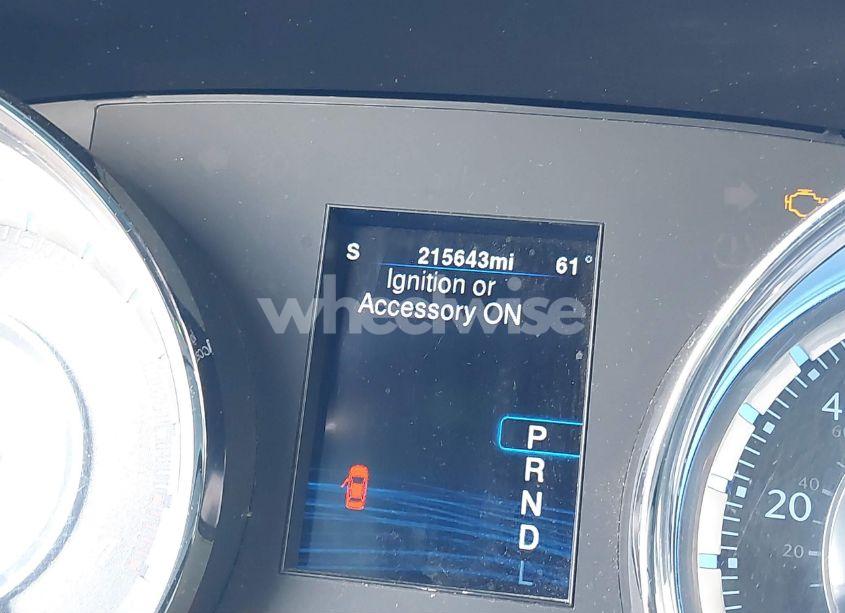 S 215643mi 61°
Ignition or
Accessory ON
wheelwise
P
R
N
D
L
40
20
20